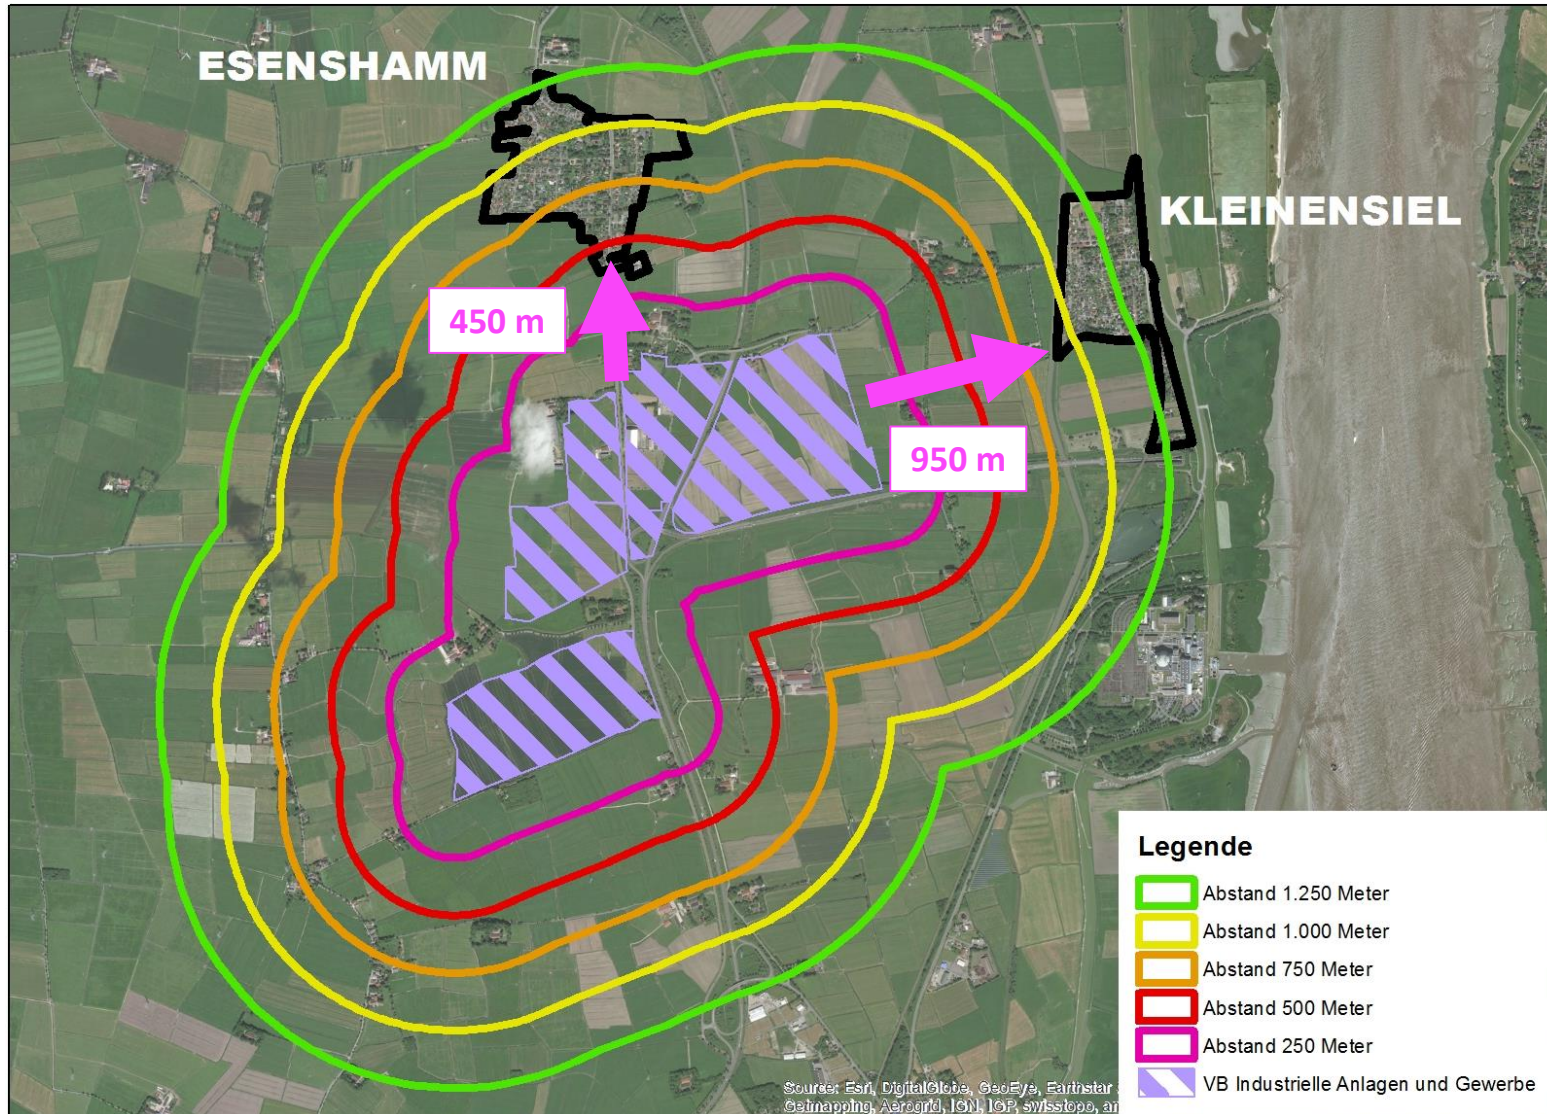 ESENSHAMM
KLEINENSIEL
450 m
950 m
Legende
Abstand 1.250 Meter
Abstand 1.000 Meter
Abstand 750 Meter
Abstand 500 Meter
Abstand 250 Meter
VB Industrielle Anlagen und Gewerbe
Source: Esri, DigitalGlobe, GeoEye, Earthstar
Getmapping, Aerogrid, IGN, IGP, swisstopo, an